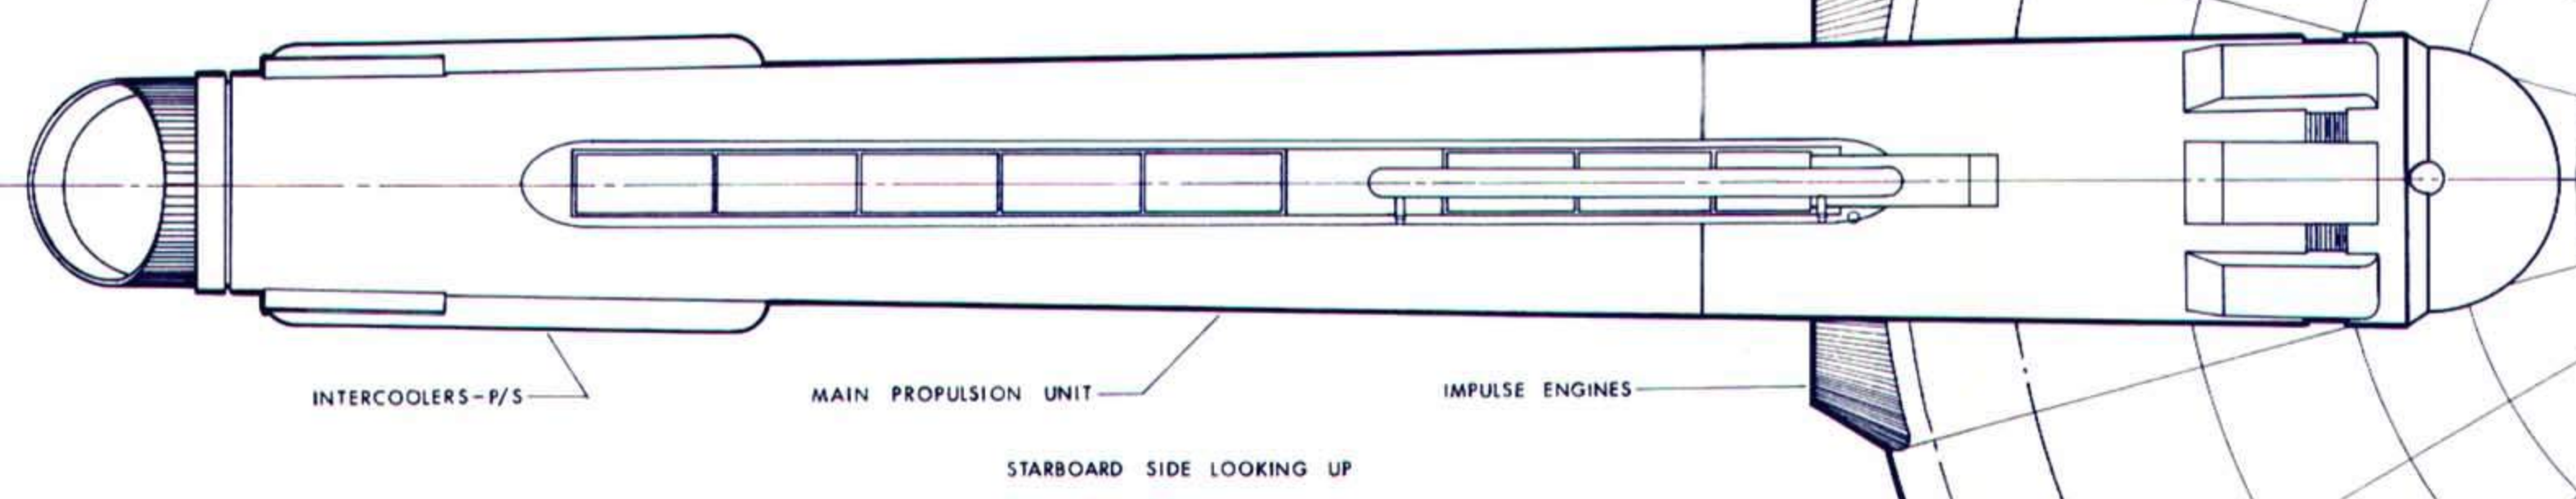 INTERCOOLERS-P/S
MAIN PROPULSION UNIT
IMPULSE ENGINES
STARBOARD SIDE LOOKING UP